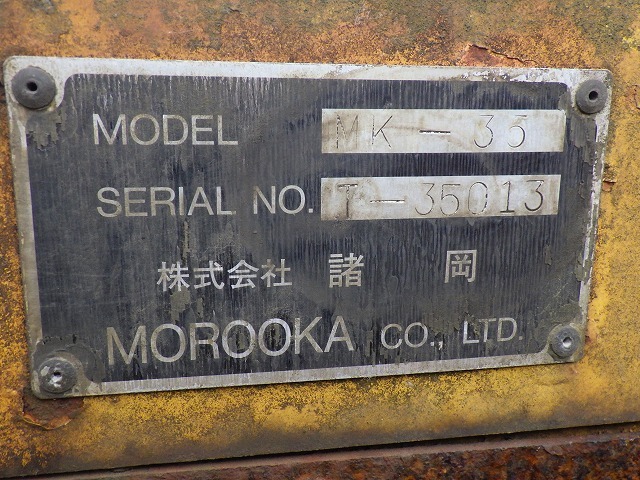 MODEL MK-35
SERIAL NO. T-35013
株式会社 諸岡
MOROOKA CO., LTD.